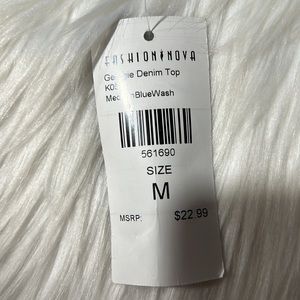 FASHION NOVA
Denim Top
561690
SIZE
M
MSRP: $22.99